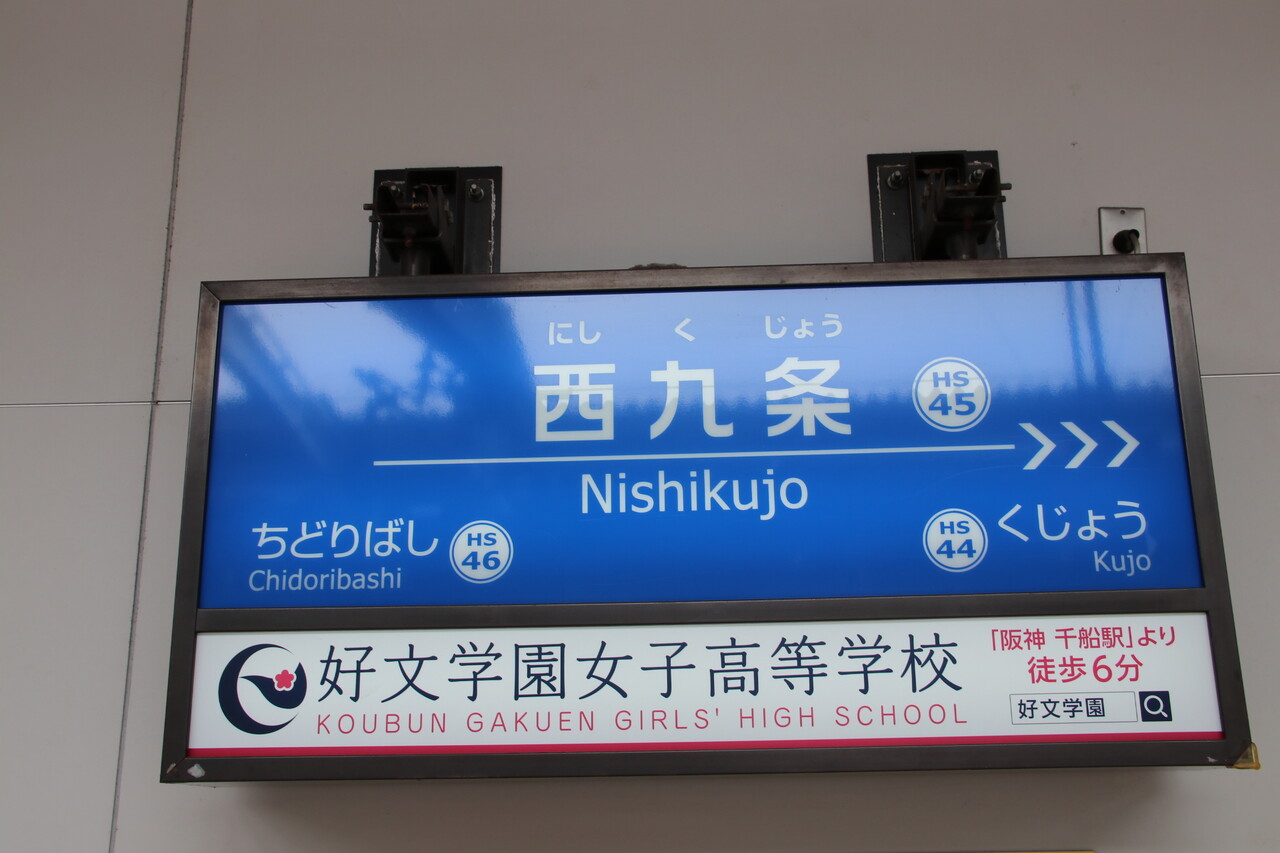 にし く じょう
西九条
HS
45
Nishikujo
ちどりばし
Chidoribashi
HS
46
HS
44
くじょう
Kujo
好文学園女子高等学校
KOUBUN GAKUEN GIRLS' HIGH SCHOOL
「阪神 千船駅」より
徒歩6分
好文学園